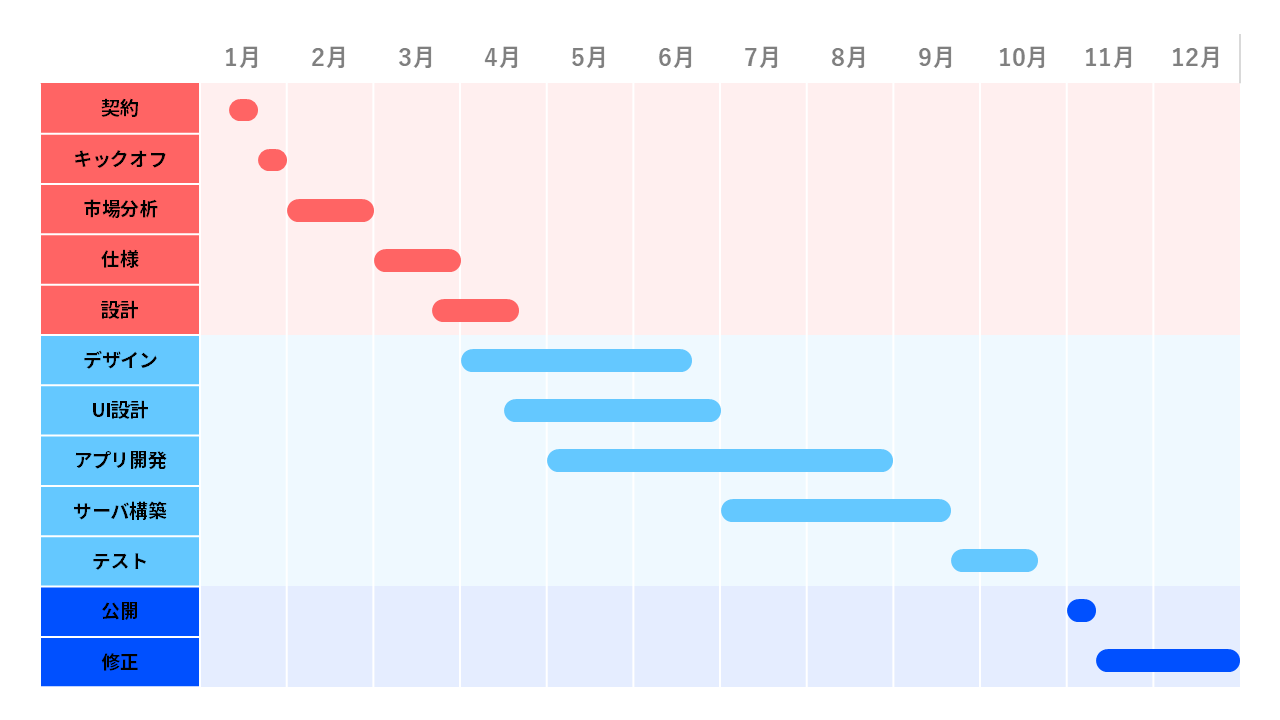 1月 2月 3月 4月 5月 6月 7月 8月 9月 10月 11月 12月
契約
キックオフ
市場分析
仕様
設計
デザイン
UI設計
アプリ開発
サーバ構築
テスト
公開
修正